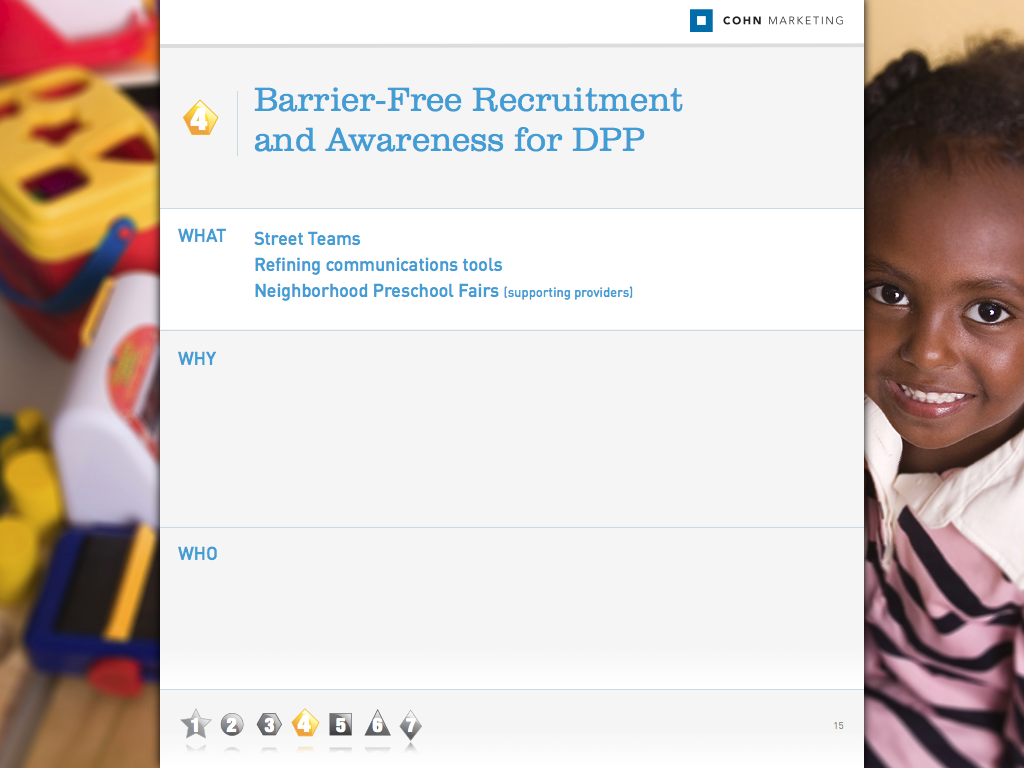 COHN MARKETING
4
Barrier-Free Recruitment
and Awareness for DPP
WHAT
Street Teams
Refining communications tools
Neighborhood Preschool Fairs (supporting providers)
WHY
WHO
1 2 3 4 5 6 7
15